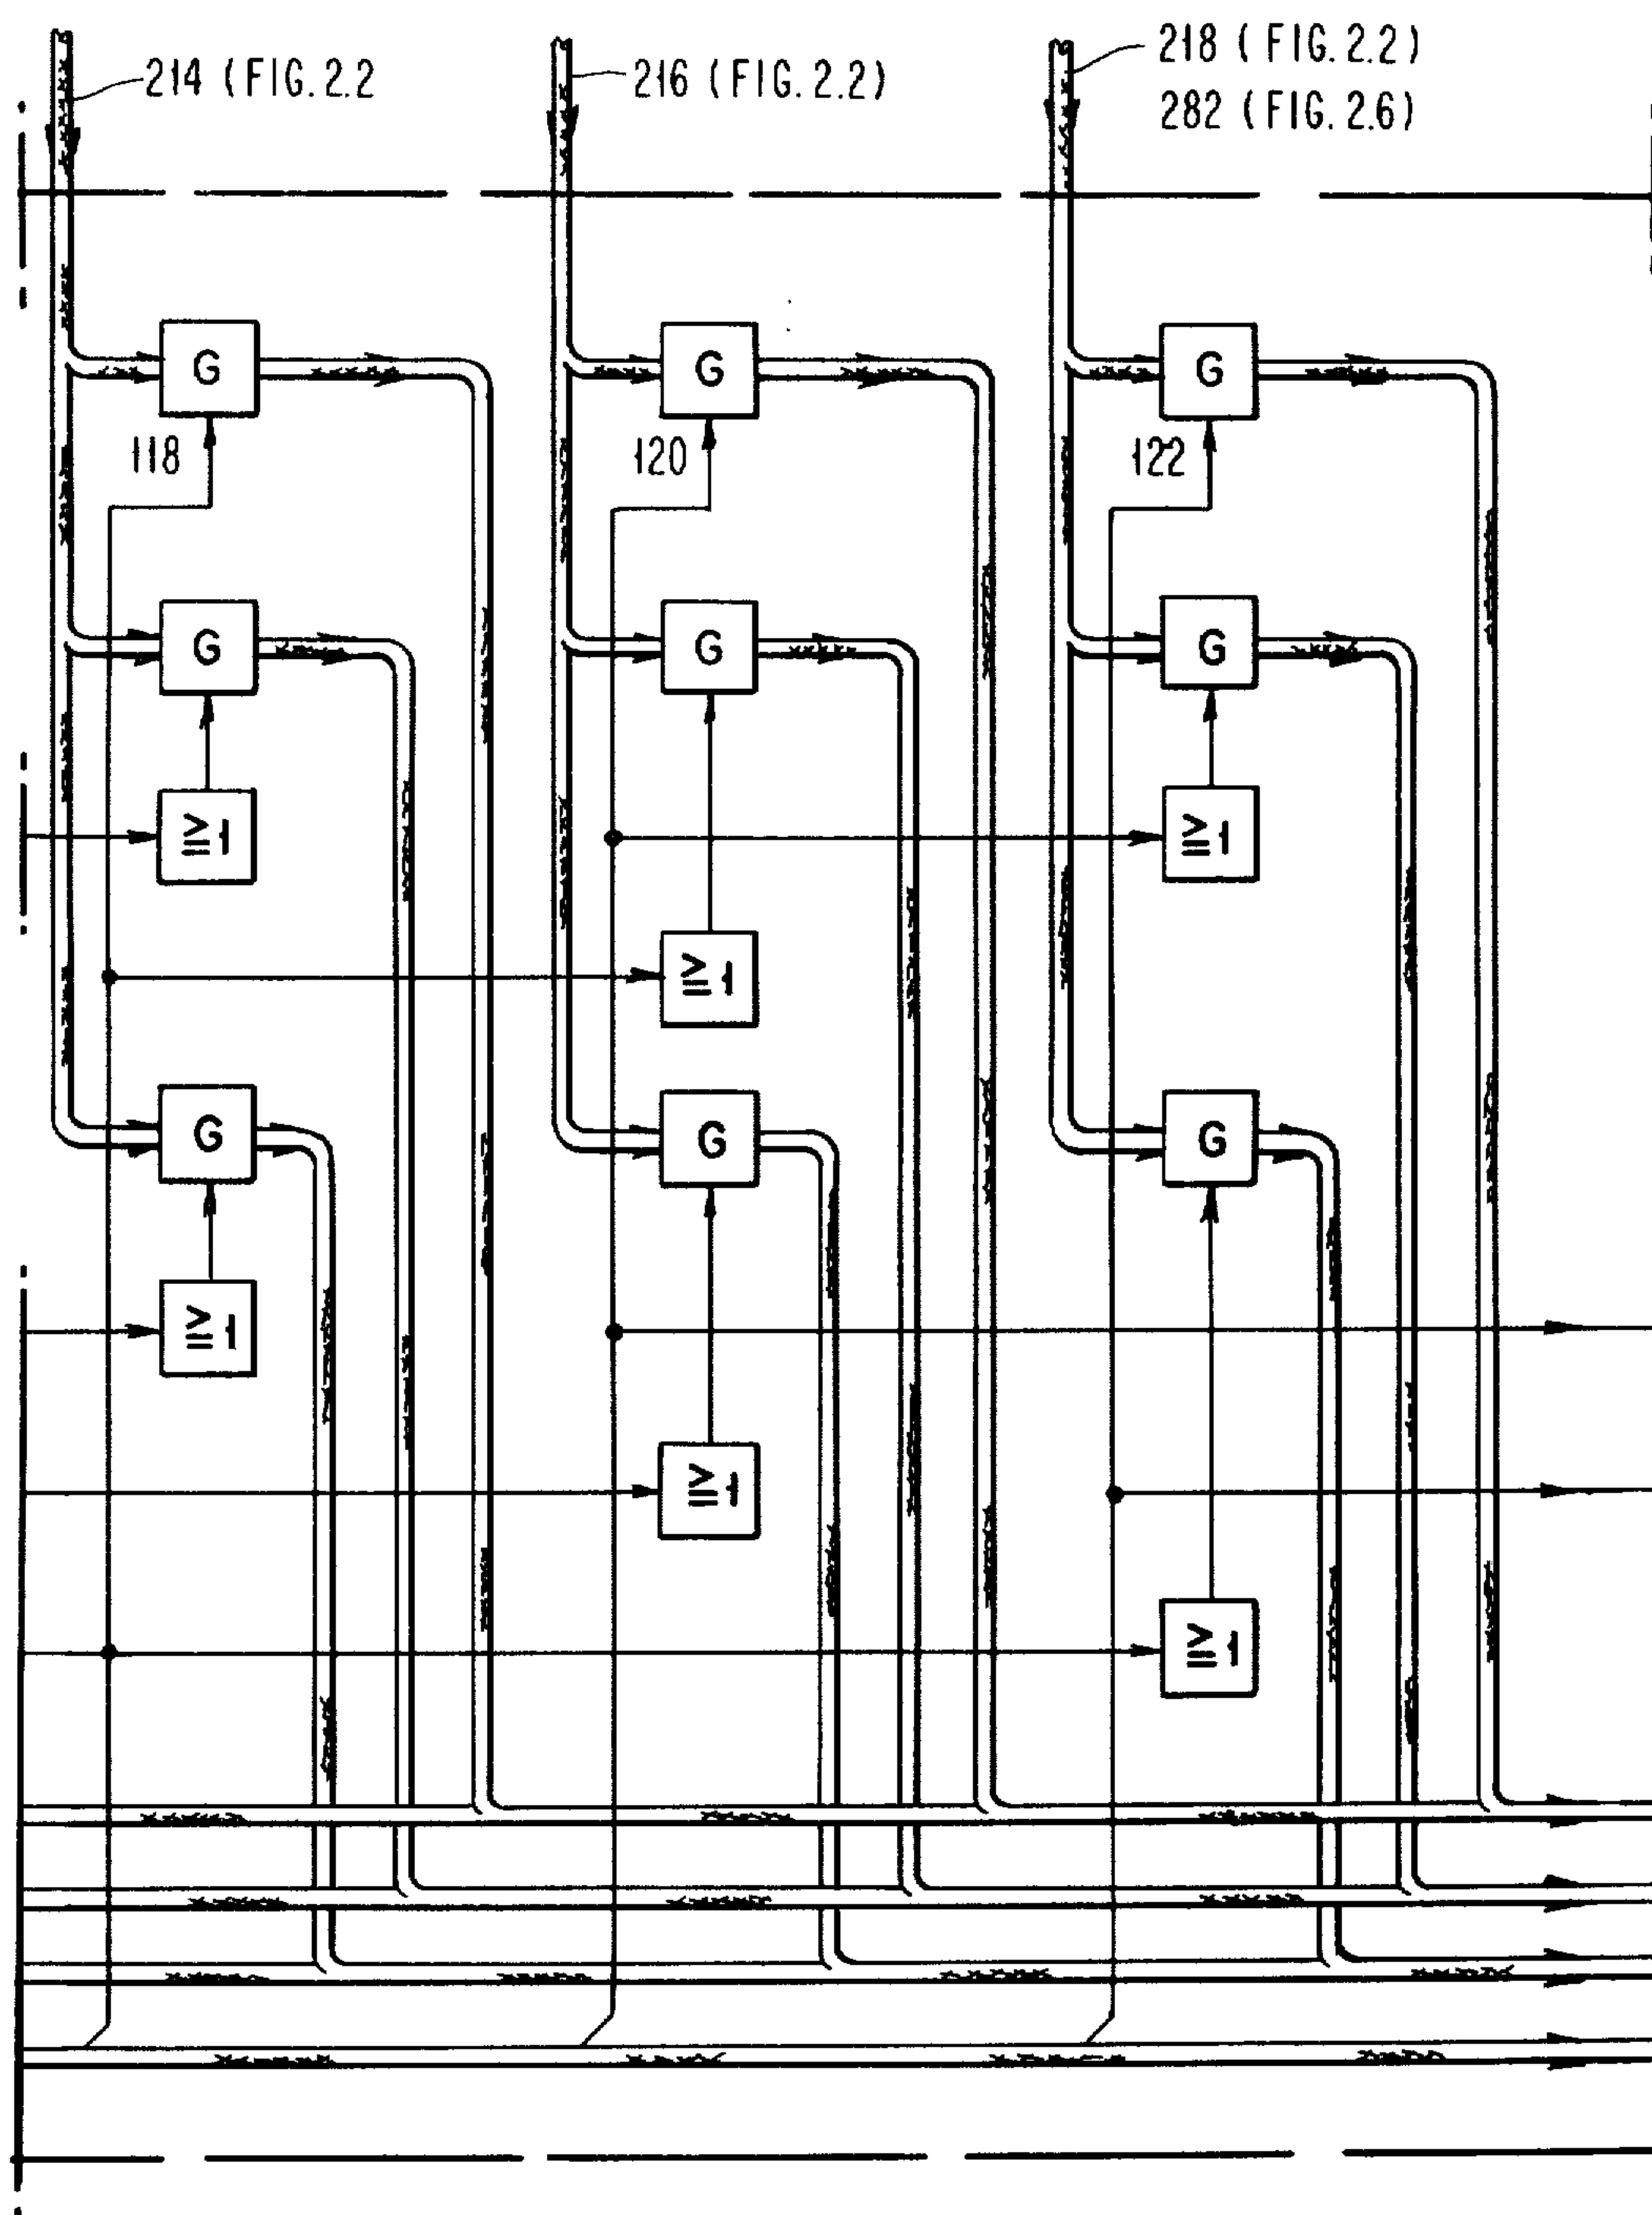 214 (FIG.2.2
216 (FIG.2.2)
218 (FIG.2.2)
282 (FIG.2.6)
G G G
118 120 122
G G G
≧1 ≧1
≧1
G G G
≧1
≧1
≧1